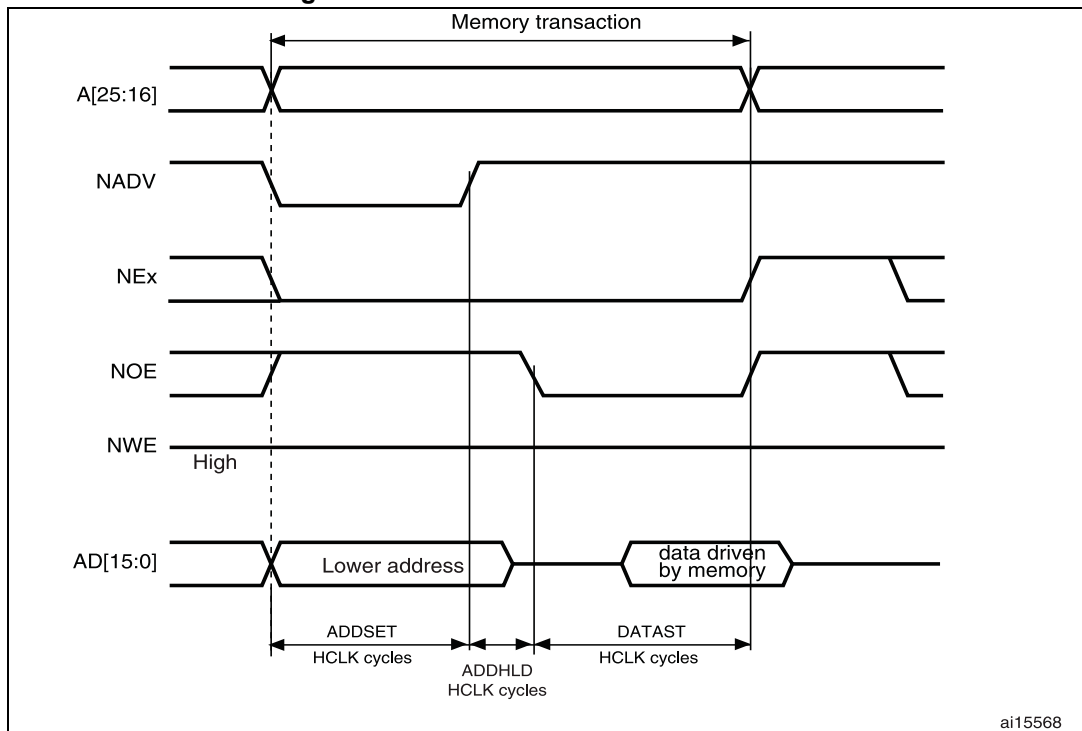 Memory transaction
A[25:16]
NADV
NEx
NOE
NWE
High
AD[15:0]
Lower address
data driven
by memory
ADDSET
HCLK cycles
ADDHLD
HCLK cycles
DATAST
HCLK cycles
ai15568